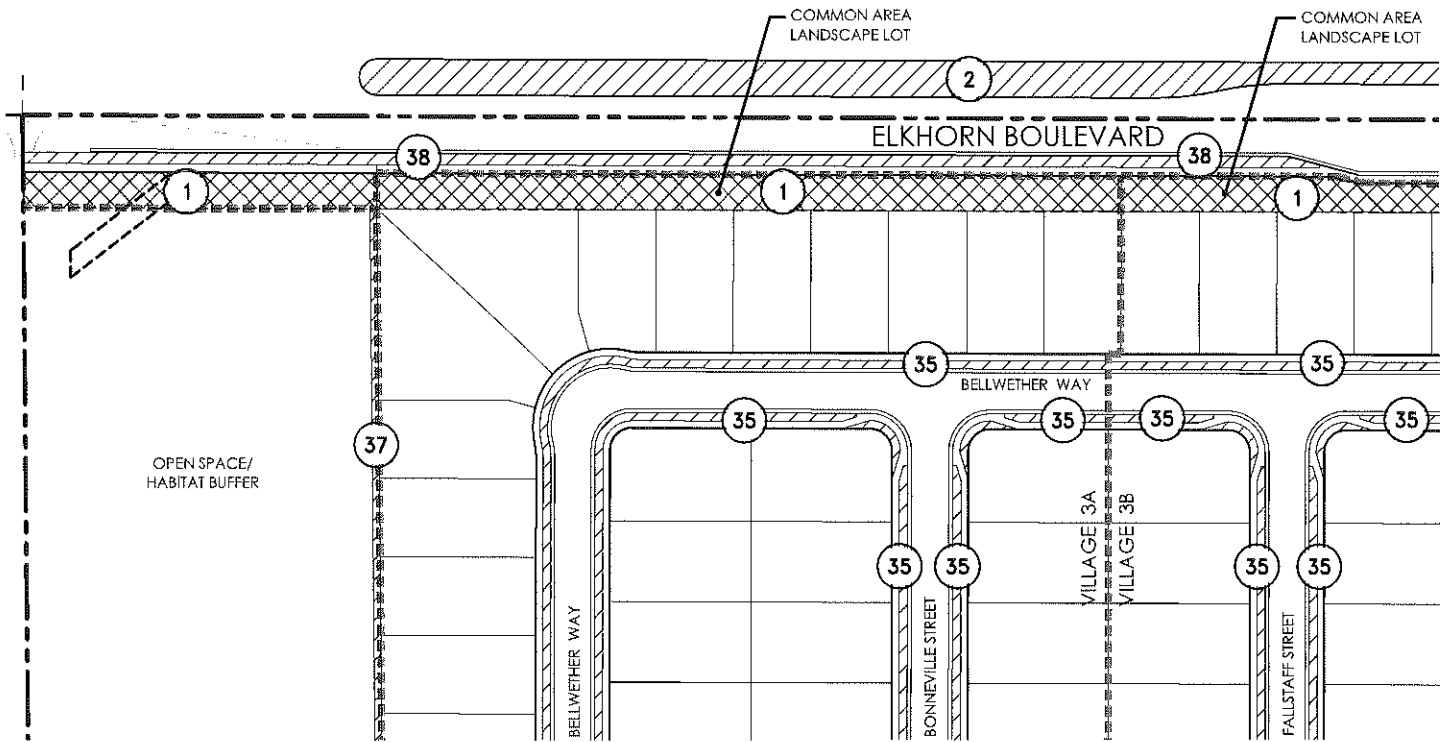 COMMON AREA
LANDSCAPE LOT
COMMON AREA
LANDSCAPE LOT
2
ELKHORN BOULEVARD
38
38
1
1
1
35
35
BELLWETHER WAY
35
35
35
35
37
OPEN SPACE/
HABITAT BUFFER
VILLAGE 3A
VILLAGE 3B
35
35
35
35
BELLWETHER WAY
BONNEVILLE STREET
FALLSTAFF STREET